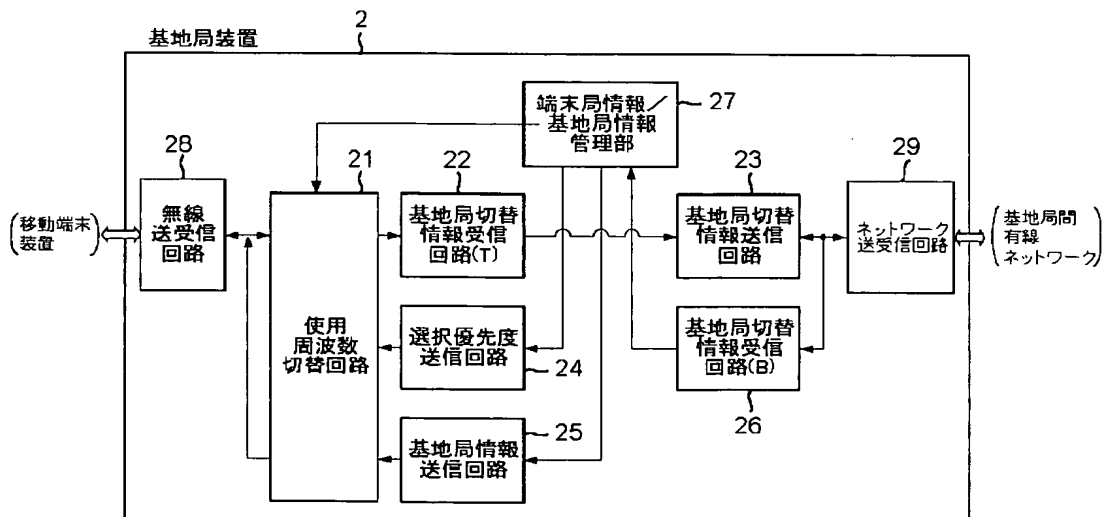 2
基地局装置
端末局情報／
基地局情報
管理部
27
28
無線
送受信
回路
(移動端末
装置)
21
使用
周波数
切替回路
22
基地局切替
情報受信
回路(T)
23
基地局切替
情報送信
回路
29
ネットワーク
送受信回路
(基地局間
有線
ネットワーク)
選択優先度
送信回路
24
基地局切替
情報受信
回路(B)
26
基地局情報
送信回路
25